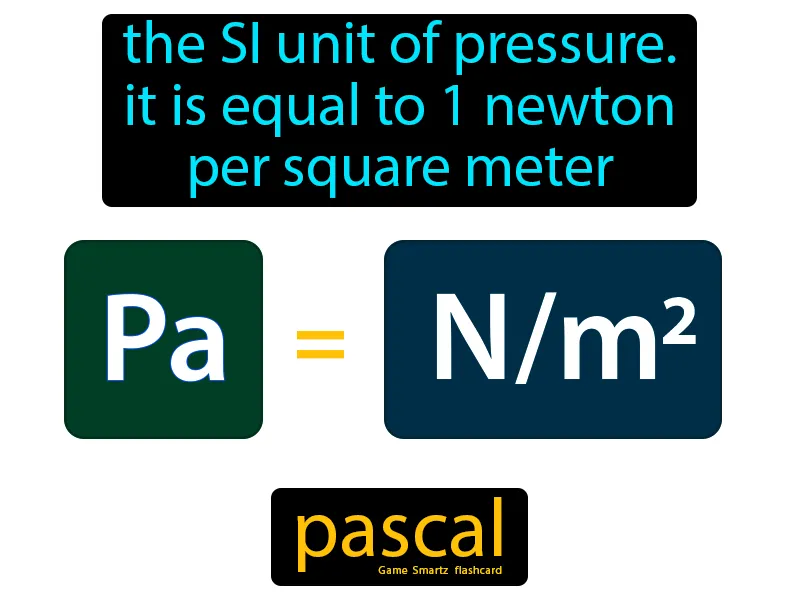 the SI unit of pressure.
it is equal to 1 newton
per square meter
Pa = N/m²
pascal
Game Smartz flashcard